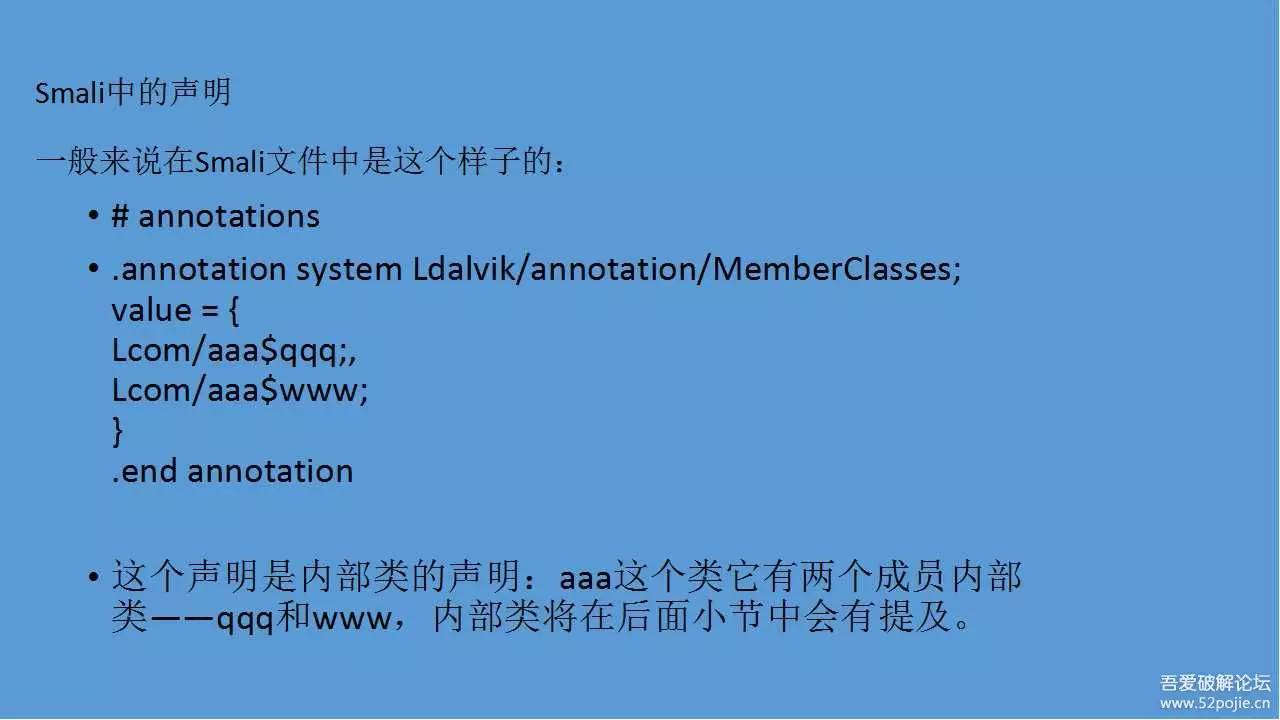 Smali中的声明
一般来说在Smali文件中是这个样子的：
• # annotations
• .annotation system Ldalvik/annotation/MemberClasses;
value = {
Lcom/aaa$qqq;,
Lcom/aaa$www;
}
.end annotation
• 这个声明是内部类的声明：aaa这个类它有两个成员内部
类——qqq和www，内部类将在后面小节中会有提及。
吾爱破解论坛
www.52pojie.cn